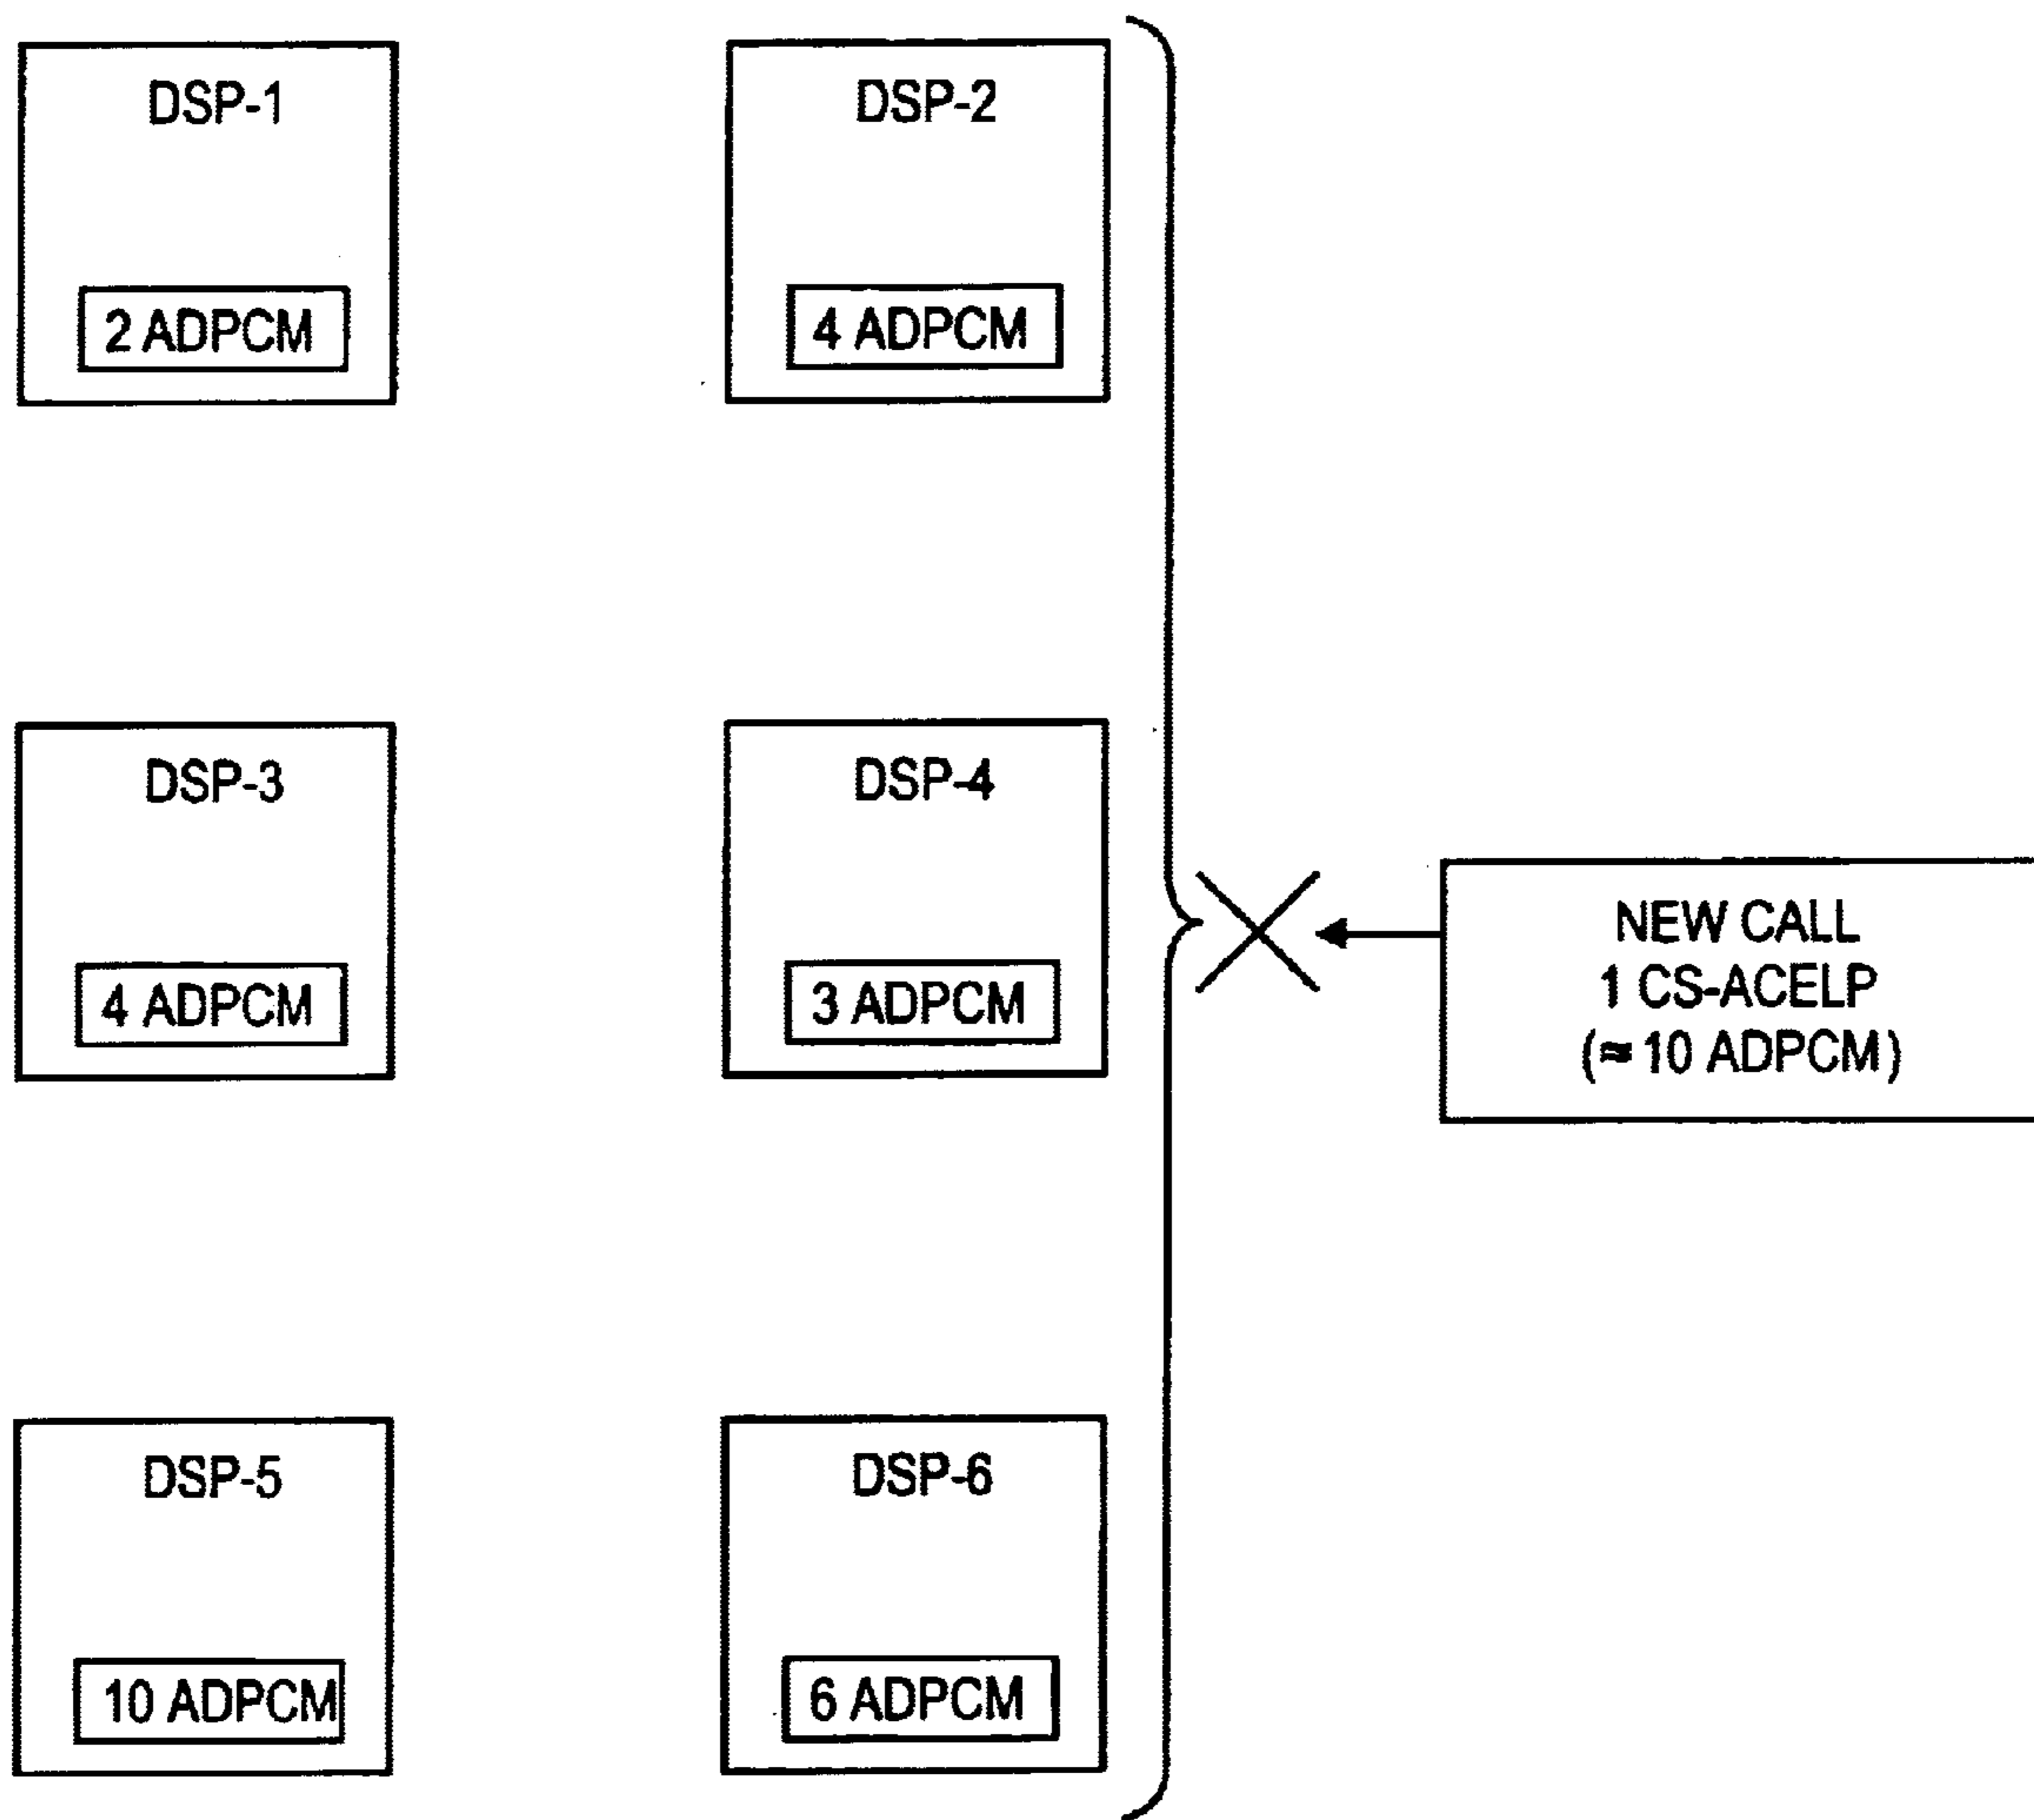 DSP-1
2 ADPCM
DSP-2
4 ADPCM
DSP-3
4 ADPCM
DSP-4
3 ADPCM
NEW CALL
1 CS-ACELP
(≈ 10 ADPCM)
DSP-5
10 ADPCM
DSP-6
6 ADPCM